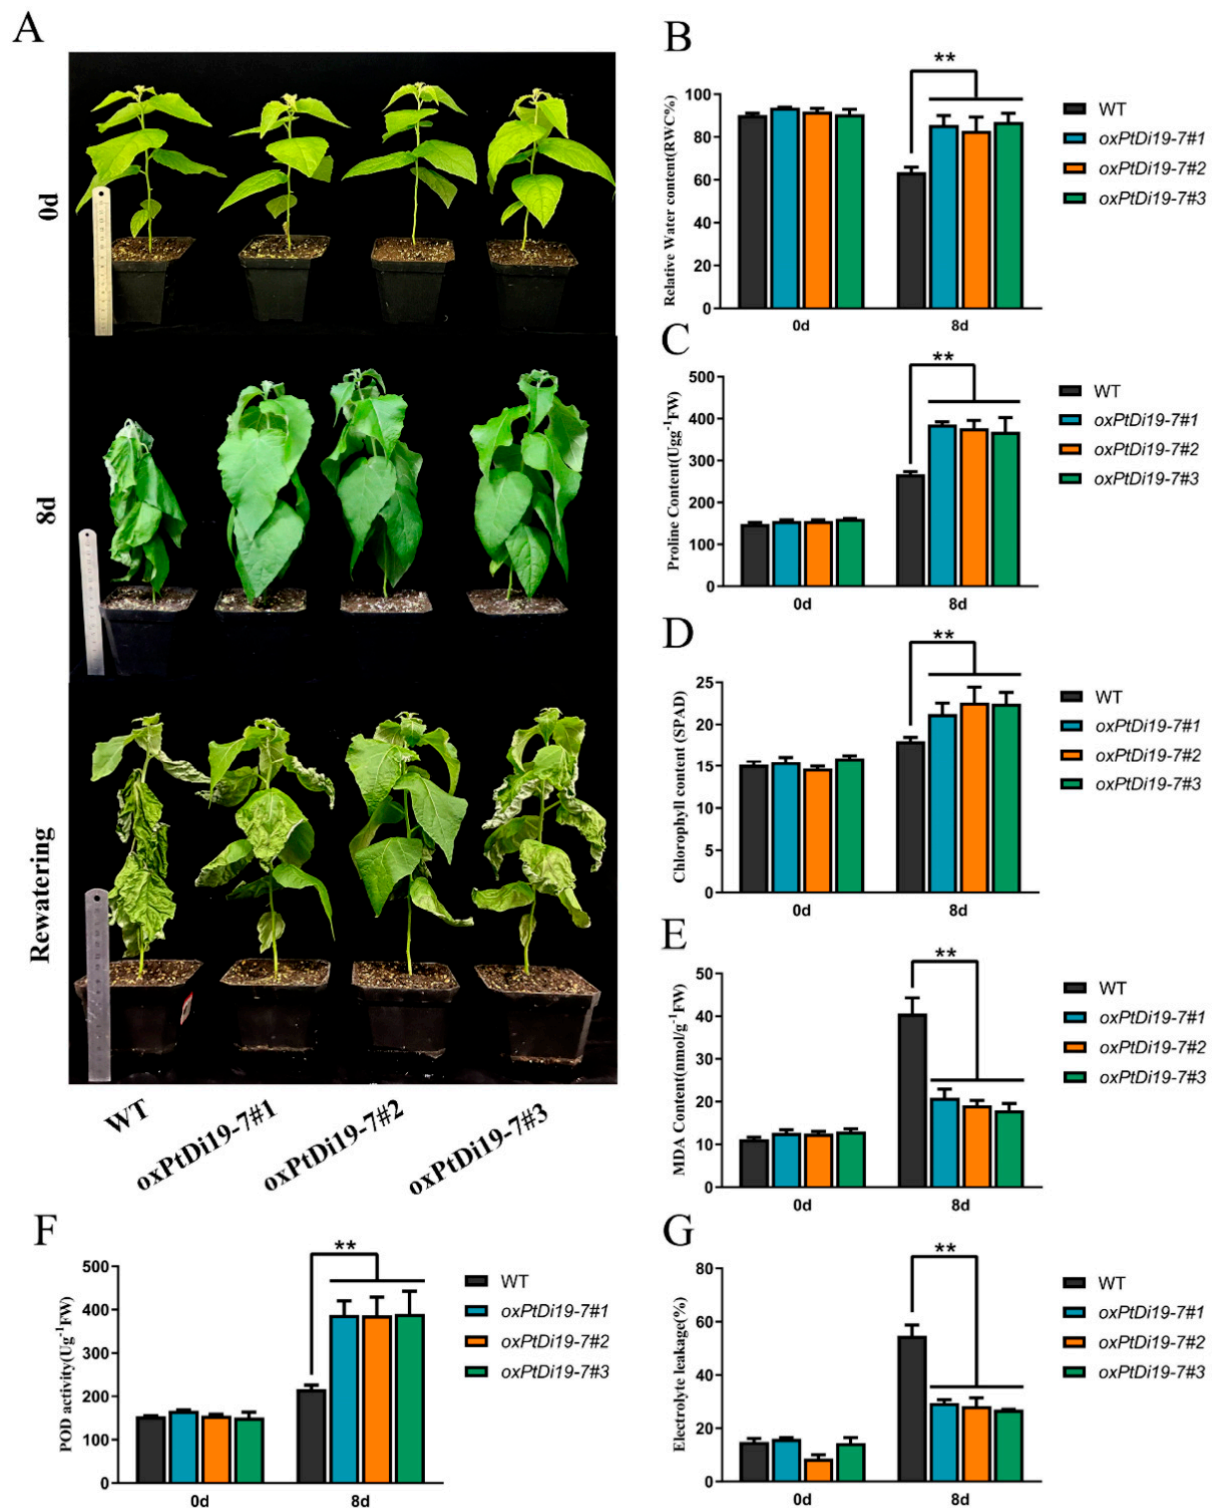 A
0d
8d
Rewatering
WT
oxPtDi19-7#1
oxPtDi19-7#2
oxPtDi19-7#3
B
**
Relative Water content(RWC%)
100
80
60
40
20
0
0d
8d
WT
oxPtDi19-7#1
oxPtDi19-7#2
oxPtDi19-7#3
C
**
Proline Content(Ugg-1FW)
500
400
300
200
100
0
0d
8d
WT
oxPtDi19-7#1
oxPtDi19-7#2
oxPtDi19-7#3
D
**
Chlorophyll content (SPAD)
25
20
15
15
5
0
0d
8d
WT
oxPtDi19-7#1
oxPtDi19-7#2
oxPtDi19-7#3
E
**
MDA Content(nmol/g-1FW)
50
40
30
20
10
0
0d
8d
WT
oxPtDi19-7#1
oxPtDi19-7#2
oxPtDi19-7#3
F
**
POD activity(Ug-1FW)
500
400
300
200
100
0
0d
8d
WT
oxPtDi19-7#1
oxPtDi19-7#2
oxPtDi19-7#3
G
**
Electrolyte leakage(%)
80
60
40
20
0
0d
8d
WT
oxPtDi19-7#1
oxPtDi19-7#2
oxPtDi19-7#3